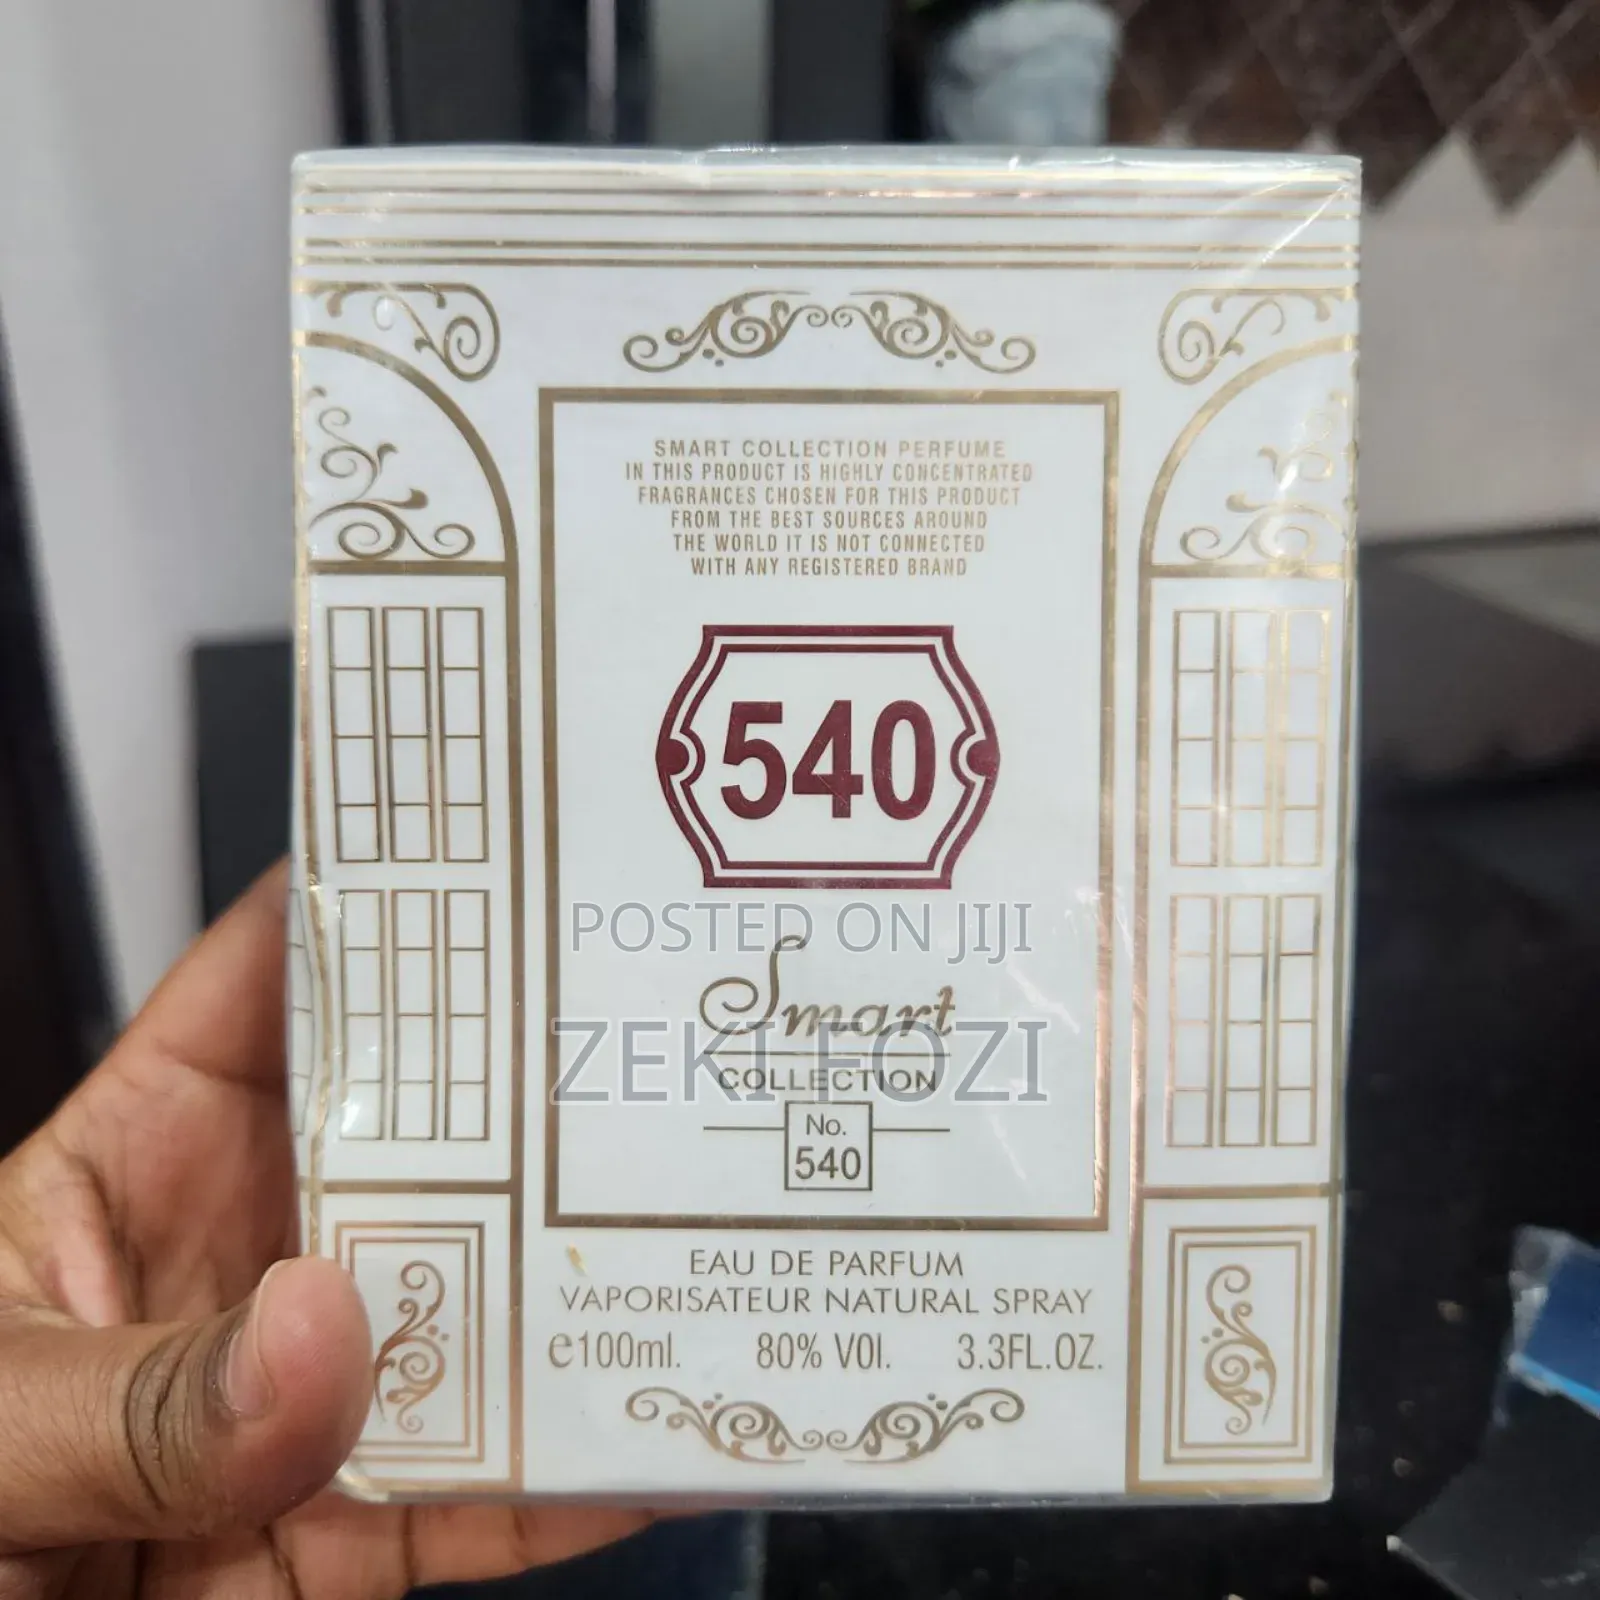 SMART COLLECTION PERFUME
IN THIS PRODUCT IS HIGHLY CONCENTRATED
FRAGRANCES CHOSEN FOR THIS PRODUCT
FROM THE BEST SOURCES AROUND
THE WORLD IT IS NOT CONNECTED
WITH ANY REGISTERED BRAND
540
POSTED ON JIJI
Smart
ZEKI FOZI
COLLECTION
No.
540
EAU DE PARFUM
VAPORISATEUR NATURAL SPRAY
℮100ml. 80% VOl. 3.3FL.OZ.